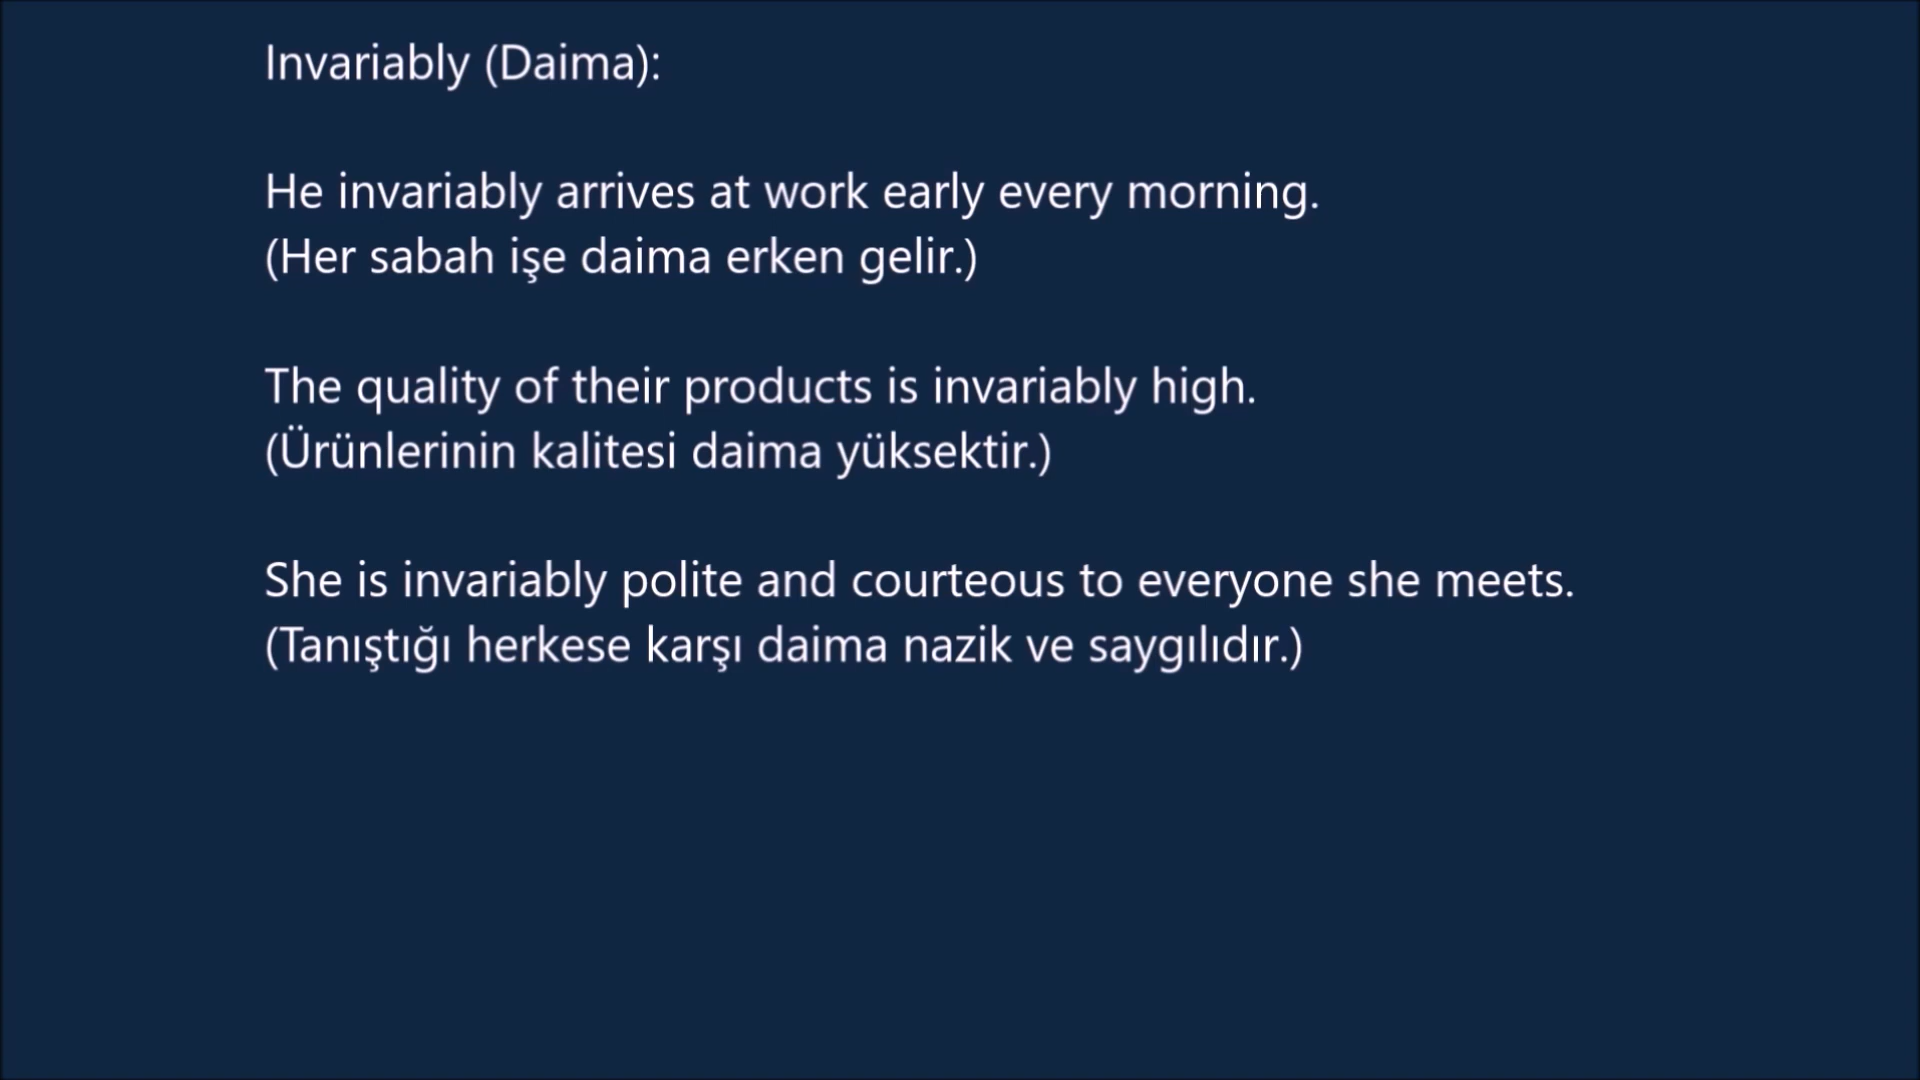 Invariably (Daima):
He invariably arrives at work early every morning.
(Her sabah işe daima erken gelir.)
The quality of their products is invariably high.
(Ürünlerinin kalitesi daima yüksektir.)
She is invariably polite and courteous to everyone she meets.
(Tanıştığı herkese karşı daima nazik ve saygılıdır.)